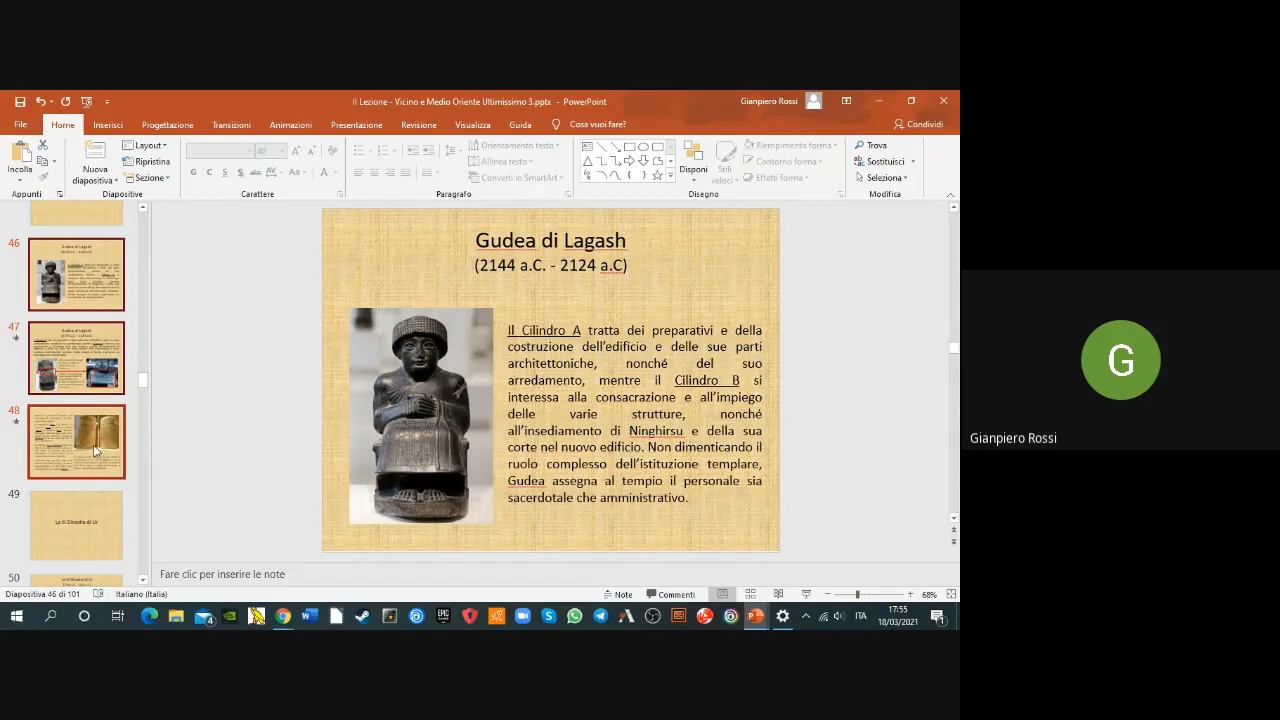 II Lezione - Vicino e Medio Oriente Ultimissimo 3.pptx - PowerPoint
Gianpiero Rossi
File Home Inserisci Progettazione Transizioni Animazioni Presentazione Revisione Visualizza Guida Cosa vuoi fare? Condividi
Incolla
Nuova diapositiva
Layout
Ripristina
Sezione
40
G C S S abc AV Aa A
Orientamento testo
Allinea testo
Converti in SmartArt
Disponi
Stili veloci
Riempimento forma
Contorno forma
Effetti forma
Trova
Sostituisci
Seleziona
Appunti Diapositive Carattere Paragrafo Disegno Modifica
46
Gudea di Lagash
47
Gudea di Lagash
48
49
La III Dinastia di Ur
50
Gudea di Lagash
(2144 a.C. - 2124 a.C)
Il Cilindro A tratta dei preparativi e della
costruzione dell'edificio e delle sue parti
architettoniche, nonché del suo
arredamento, mentre il Cilindro B si
interessa alla consacrazione e all'impiego
delle varie strutture, nonché
all'insediamento di Ninghirsu e della sua
corte nel nuovo edificio. Non dimenticando il
ruolo complesso dell'istituzione templare,
Gudea assegna al tempio il personale sia
sacerdotale che amministrativo.
Fare clic per inserire le note
Diapositiva 46 di 101 Italiano (Italia) Note Commenti 68%
ITA
17:55
18/03/2021
G
Gianpiero Rossi